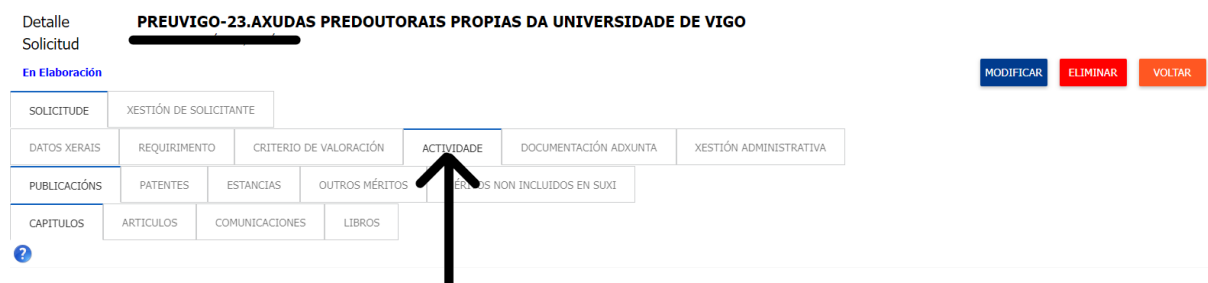 Detalle Solicitud
PREUVIGO-23.AXUDAS PREDOUTORAIS PROPIAS DA UNIVERSIDADE DE VIGO
En Elaboración
MODIFICAR ELIMINAR VOLTAR
SOLICITUDE XESTIÓN DE SOLICITANTE
DATOS XERAIS REQUIRIMENTO CRITERIO DE VALORACIÓN ACTIVIDADE DOCUMENTACIÓN ADXUNTA XESTIÓN ADMINISTRATIVA
PUBLICACIÓNS PATENTES ESTANCIAS OUTROS MÉRITOS MÉRITOS NON INCLUIDOS EN SUXI
CAPITULOS ARTICULOS COMUNICACIONES LIBROS
?